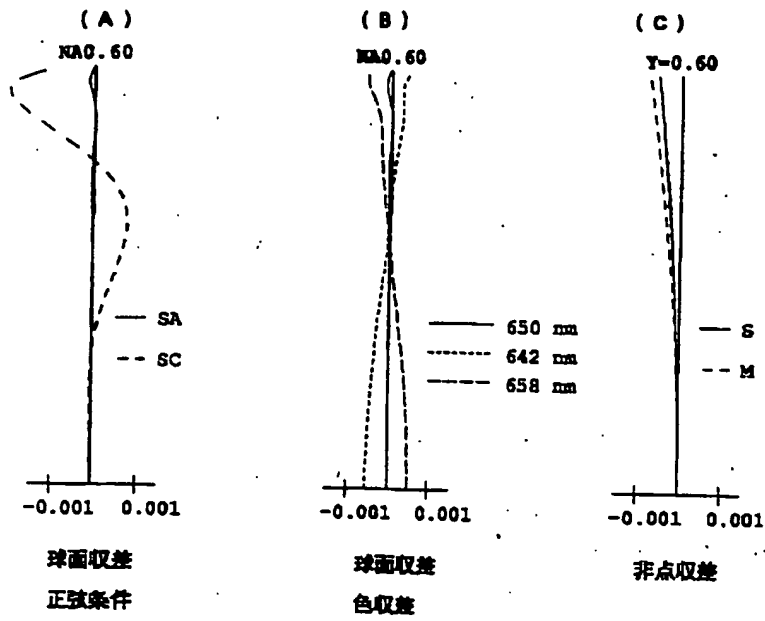 (A)
NA0.60
SA
SC
-0.001 0.001
球面収差
正弦条件
(B)
NA0.60
650 nm
642 nm
658 nm
-0.001 0.001
球面収差
色収差
(C)
Y=0.60
S
M
-0.001 0.001
非点収差